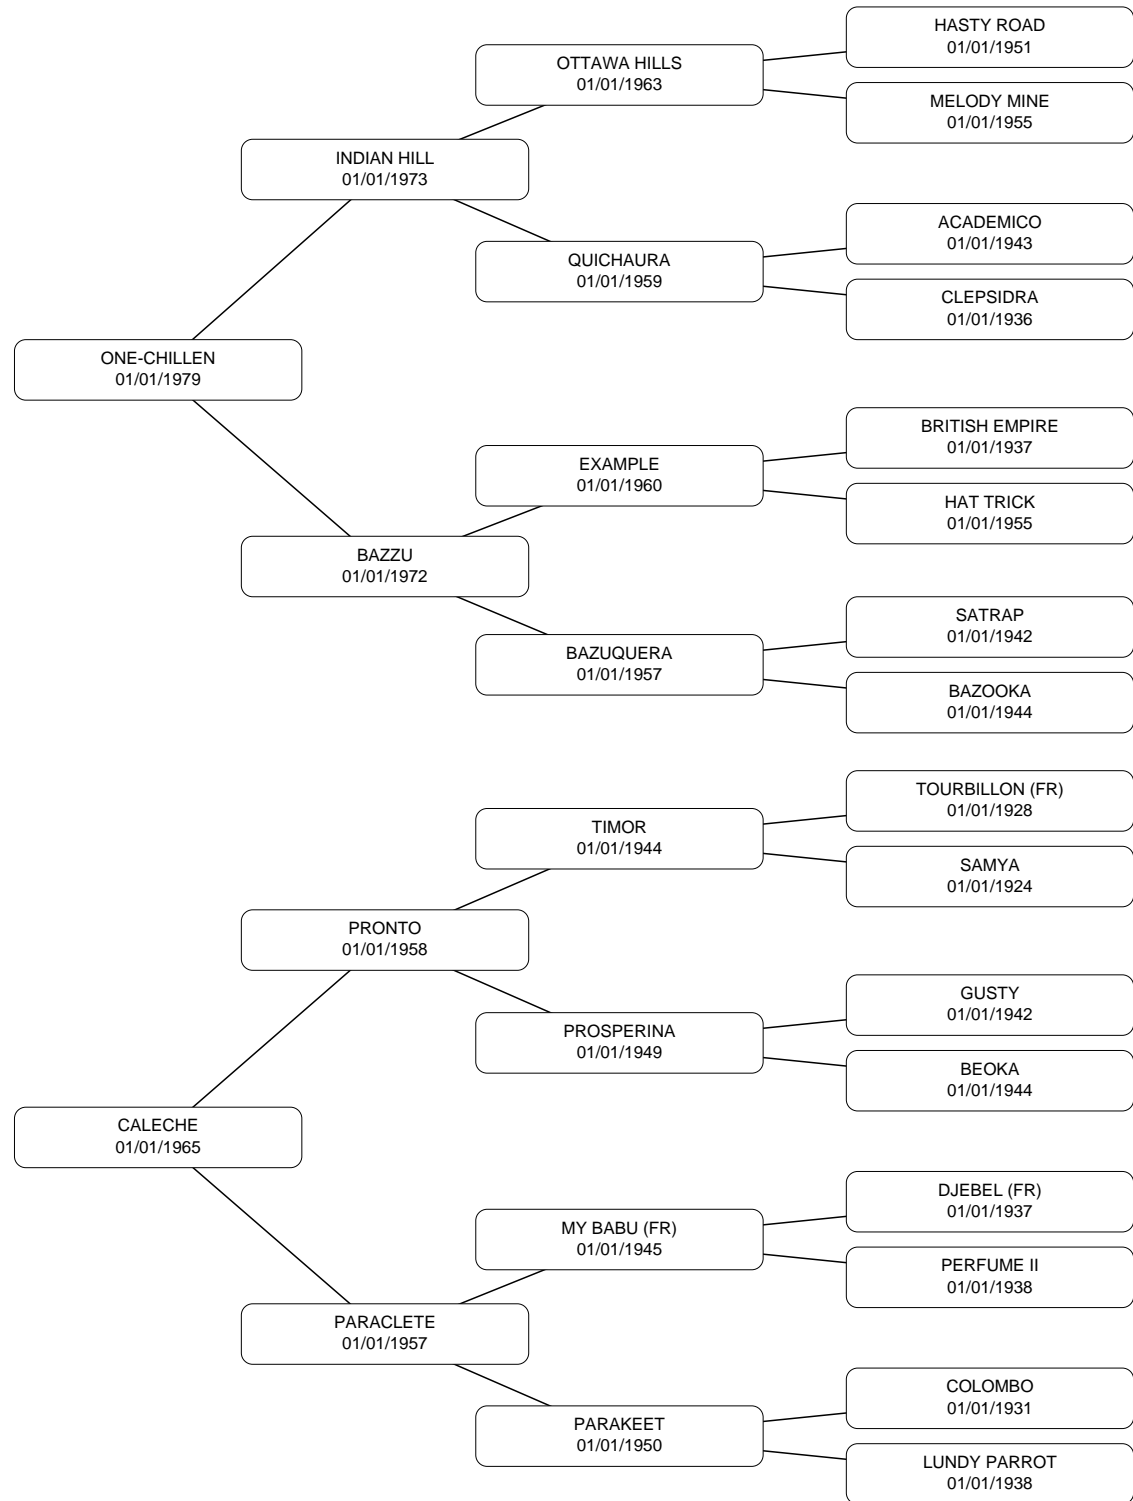 HASTY ROAD
01/01/1951
OTTAWA HILLS
01/01/1963
MELODY MINE
01/01/1955
INDIAN HILL
01/01/1973
ACADEMICO
01/01/1943
QUICHAURA
01/01/1959
CLEPSIDRA
01/01/1936
ONE-CHILLEN
01/01/1979
BRITISH EMPIRE
01/01/1937
EXAMPLE
01/01/1960
HAT TRICK
01/01/1955
BAZZU
01/01/1972
SATRAP
01/01/1942
BAZUQUERA
01/01/1957
BAZOOKA
01/01/1944
TOURBILLON (FR)
01/01/1928
TIMOR
01/01/1944
SAMYA
01/01/1924
PRONTO
01/01/1958
GUSTY
01/01/1942
PROSPERINA
01/01/1949
BEOKA
01/01/1944
CALECHE
01/01/1965
DJEBEL (FR)
01/01/1937
MY BABU (FR)
01/01/1945
PERFUME II
01/01/1938
PARACLETE
01/01/1957
COLOMBO
01/01/1931
PARAKEET
01/01/1950
LUNDY PARROT
01/01/1938